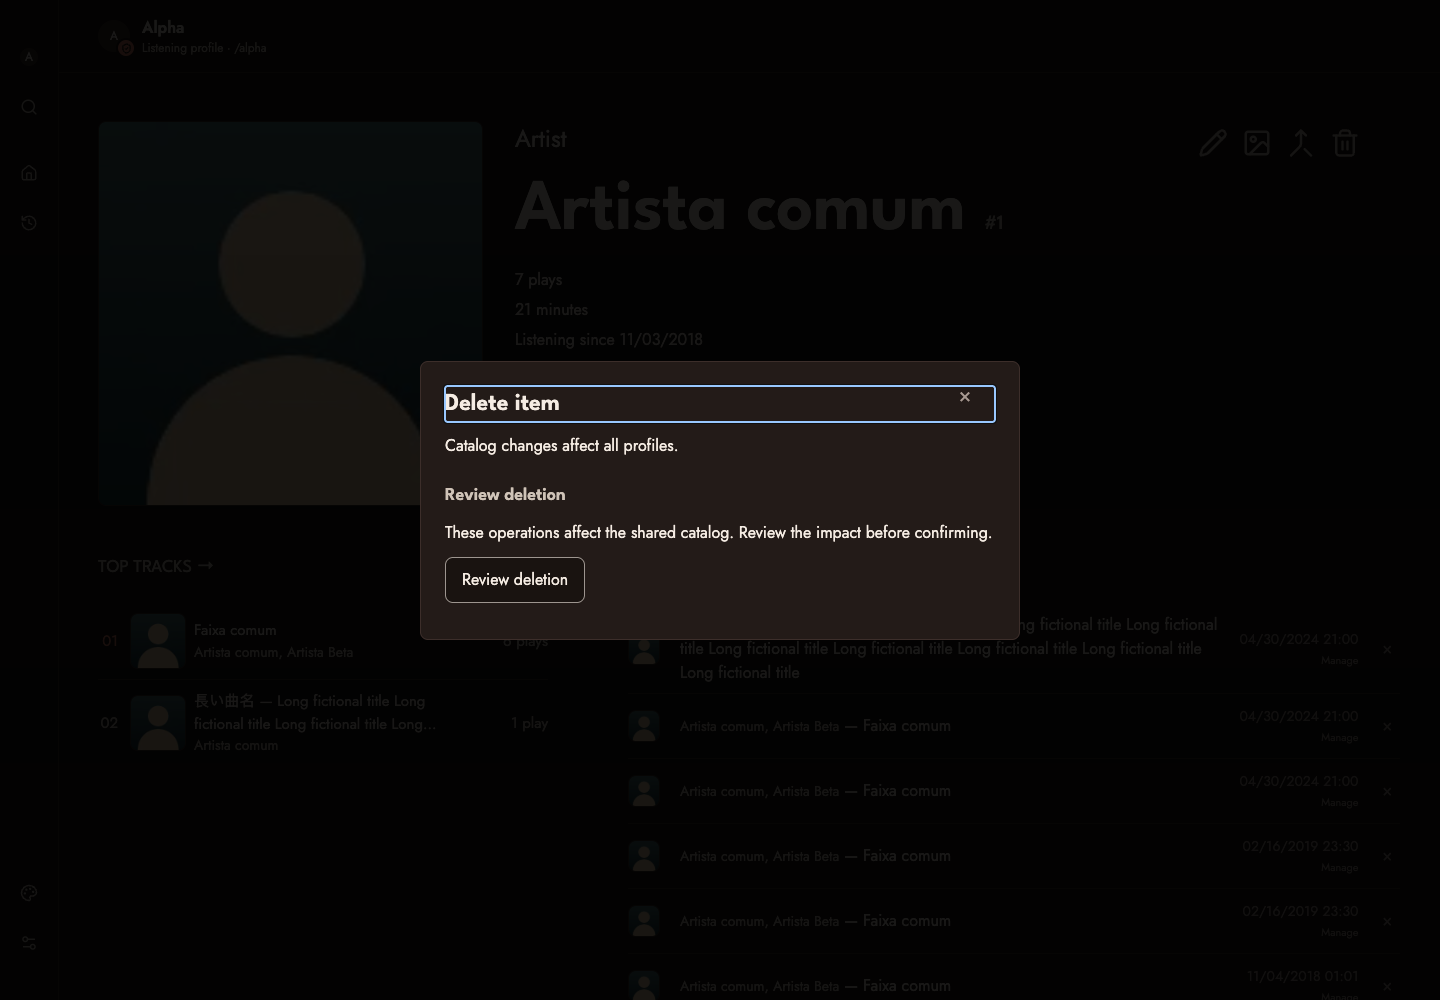 A
Alpha
Listening profile · /alpha
A
Artist
Artista comum #1
7 plays
21 minutes
Listening since 11/03/2018
Delete item
×
Catalog changes affect all profiles.
Review deletion
These operations affect the shared catalog. Review the impact before confirming.
Review deletion
TOP TRACKS →
01
Faixa comum
Artista comum, Artista Beta
6 plays
02
長い曲名 — Long fictional title Long
fictional title Long fictional title Long...
Artista comum
1 play
ng fictional title Long fictional
title Long fictional title Long fictional title Long fictional title Long fictional title
Long fictional title
04/30/2024 21:00
Manage
×
Artista comum, Artista Beta — Faixa comum
04/30/2024 21:00
Manage
×
Artista comum, Artista Beta — Faixa comum
04/30/2024 21:00
Manage
×
Artista comum, Artista Beta — Faixa comum
02/16/2019 23:30
Manage
×
Artista comum, Artista Beta — Faixa comum
02/16/2019 23:30
Manage
×
Artista comum, Artista Beta — Faixa comum
11/04/2018 01:01
Manage
×